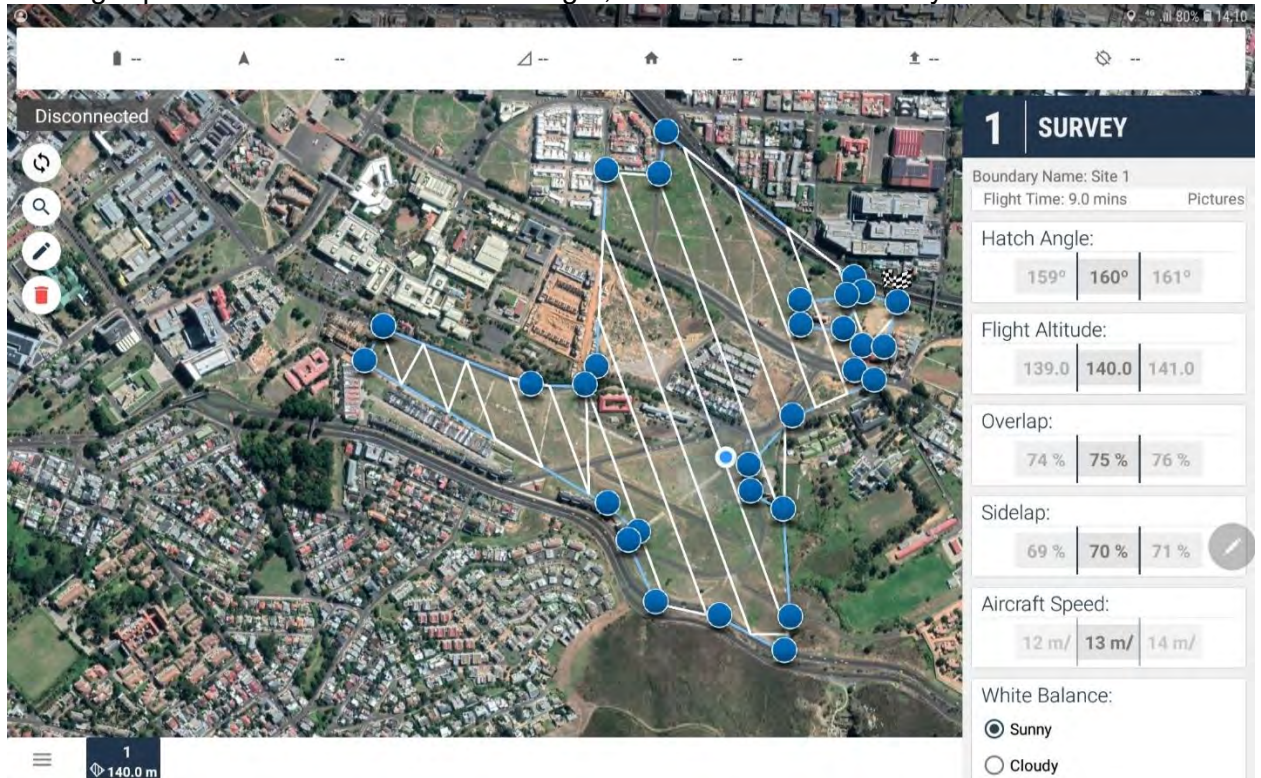 4G 80% 14:10
-- -- -- -- -- --
Disconnected
1 SURVEY
Boundary Name: Site 1
Flight Time: 9.0 mins Pictures
Hatch Angle:
159° 160° 161°
Flight Altitude:
139.0 140.0 141.0
Overlap:
74 % 75 % 76 %
Sidelap:
69 % 70 % 71 %
Aircraft Speed:
12 m/ 13 m/ 14 m/
White Balance:
Sunny
Cloudy
1
140.0 m